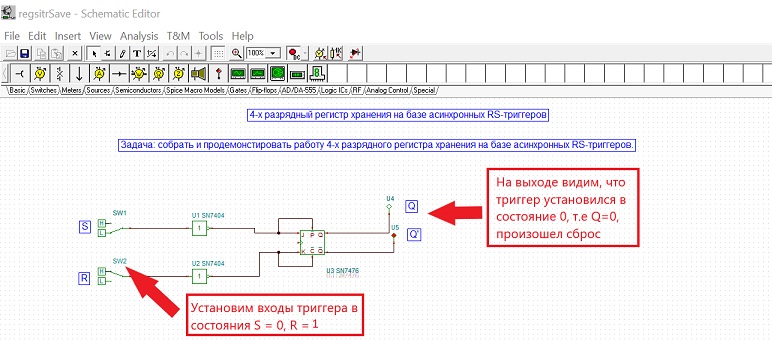 regsitrSave - Schematic Editor
File Edit Insert View Analysis T&M Tools Help
100%
DC
Basic Switches Meters Sources Semiconductors Spice Macro Models Gates Flip-flops AD/DA-555 Logic ICs RF Analog Control Special
4-х разрядный регистр хранения на базе асинхронных RS-триггеров
Задача: собрать и продемонстировать работу 4-х разрядного регистра хранения на базе асинхронных RS-триггеров.
На выходе видим, что
триггер установился в
состояние 0, т.е Q=0,
произошел сброс
U4
Q
SW1
U1 SN7404
S
H
L
1
J P Q
U5
Q'
K C Q
SW2
U2 SN7404
R
H
L
1
U3 SN7476
SN7476
Установим входы триггера в
состояния S = 0, R = 1